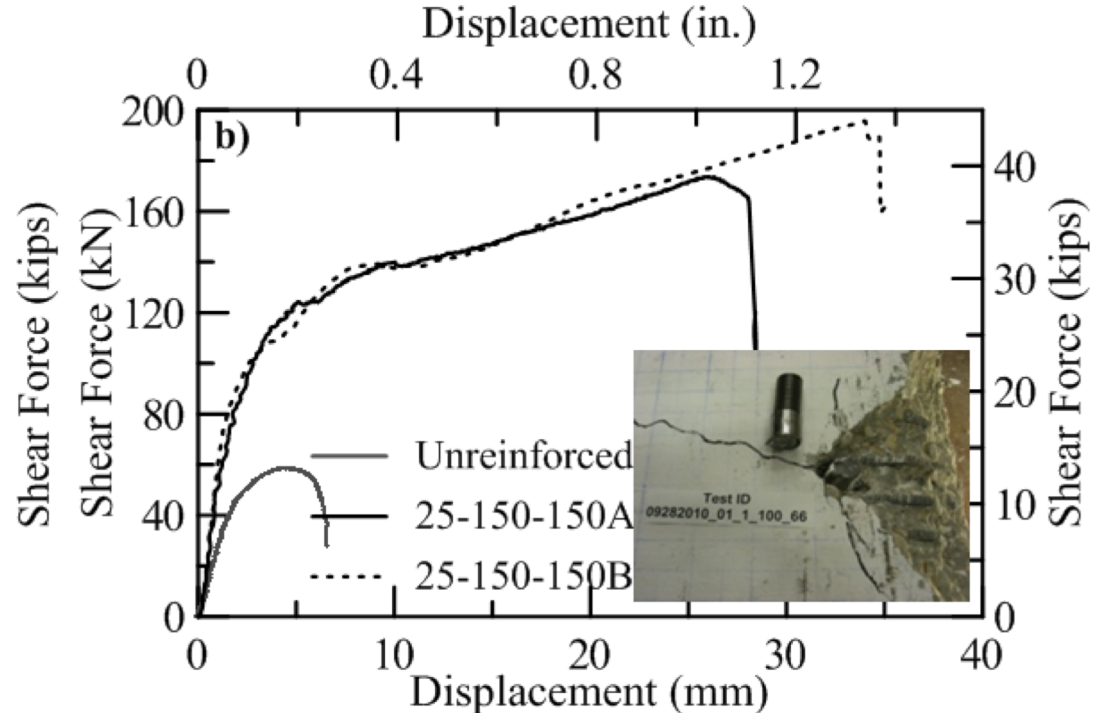 Displacement (in.)
0 0.4 0.8 1.2
b)
Shear Force (kips)
Shear Force (kN)
200
160
120
80
40
0
40
30
20
10
0
Shear Force (kips)
Unreinforced
25-150-150A
25-150-150B
Test ID
09282010_01_1_100_66
0 10 20 30 40
Displacement (mm)